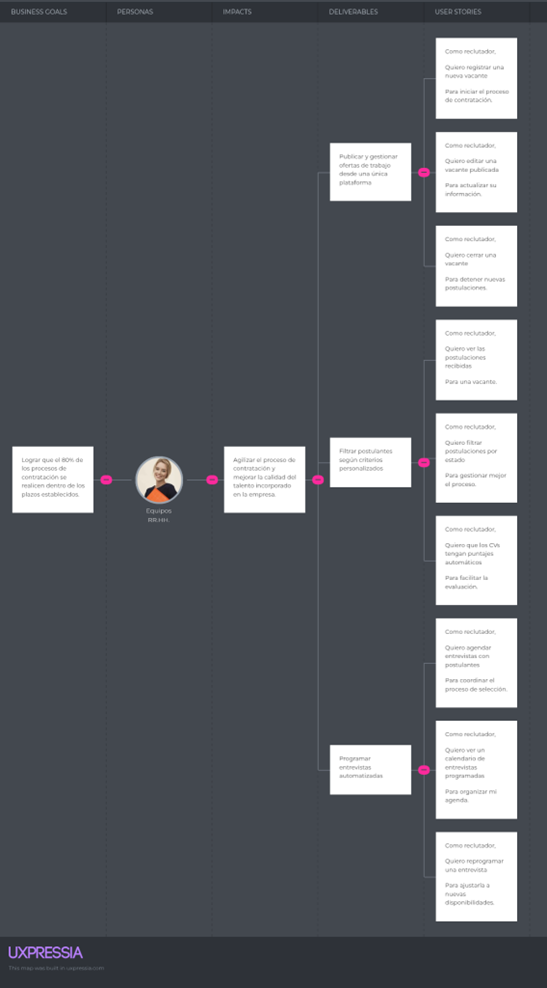 BUSINESS GOALS
PERSONAS
IMPACTS
DELIVERABLES
USER STORIES
Lograr que el 80% de
los procesos de
contratación se
realicen dentro de los
plazos establecidos.
Equipos
RR.HH.
Agilizar el proceso de
contratación y
mejorar la calidad del
talento incorporado
en la empresa.
Publicar y gestionar
ofertas de trabajo
desde una única
plataforma
Como reclutador,
Quiero registrar una
nueva vacante
Para iniciar el proceso
de contratación.
Como reclutador,
Quiero editar una
vacante publicada
Para actualizar su
información.
Como reclutador,
Quiero cerrar una
vacante
Para detener nuevas
postulaciones.
Filtrar postulantes
según criterios
personalizados
Como reclutador,
Quiero ver las
postulaciones
recibidas
Para una vacante.
Como reclutador,
Quiero filtrar
postulaciones por
estado
Para gestionar mejor
el proceso.
Como reclutador,
Quiero que los CVs
tengan puntajes
automáticos
Para facilitar la
evaluación.
Programar
entrevistas
automatizadas
Como reclutador,
Quiero agendar
entrevistas con
postulantes
Para coordinar el
proceso de selección.
Como reclutador,
Quiero ver un
calendario de
entrevistas
programadas
Para organizar mi
agenda.
Como reclutador,
Quiero reprogramar
una entrevista
Para ajustarla a
nuevas
disponibilidades.
UXPRESSIA
This map was built in uxpressia.com